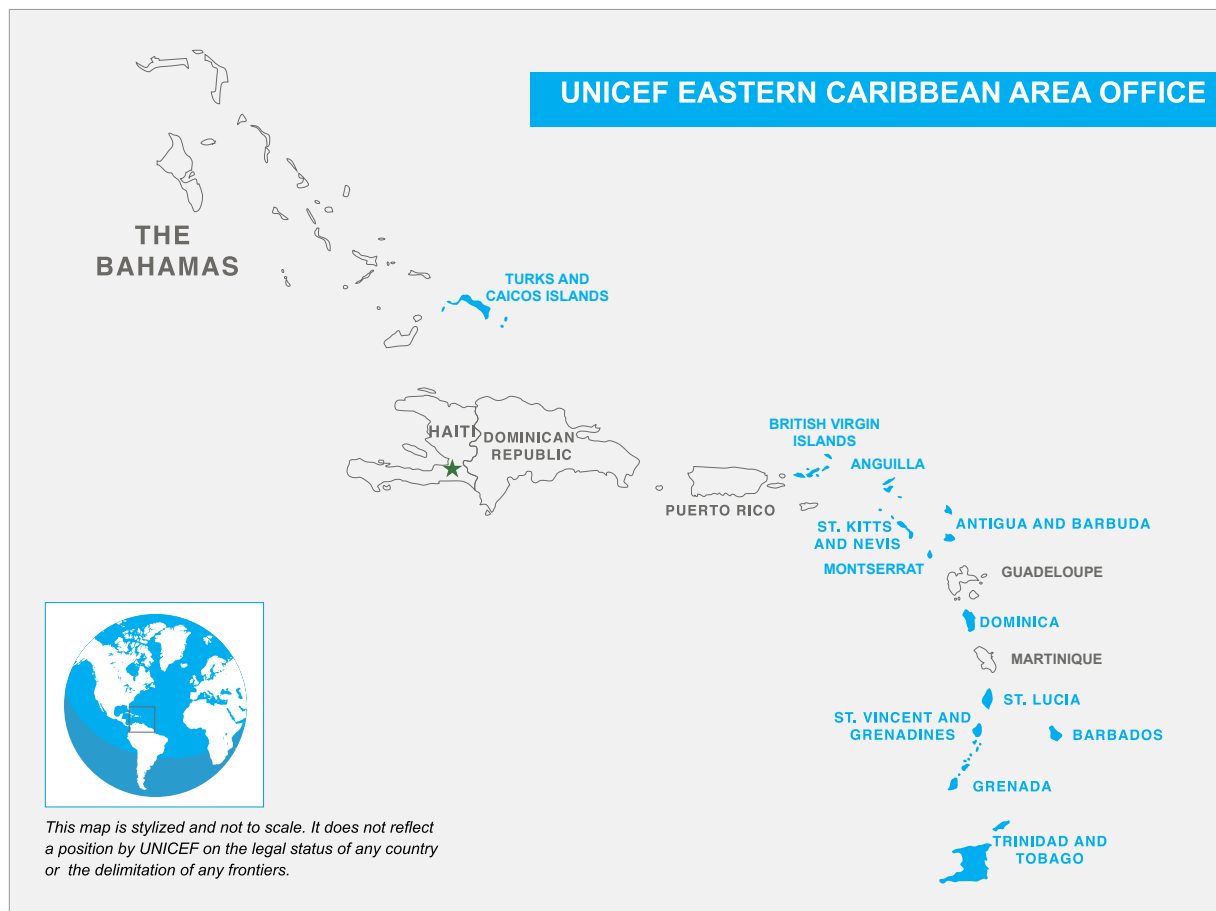 UNICEF EASTERN CARIBBEAN AREA OFFICE
THE
BAHAMAS
TURKS AND
CAICOS ISLANDS
HAITI
DOMINICAN
REPUBLIC
PUERTO RICO
BRITISH VIRGIN
ISLANDS
ANGUILLA
ST. KITTS
AND NEVIS
ANTIGUA AND BARBUDA
MONTSERRAT
GUADELOUPE
DOMINICA
MARTINIQUE
ST. LUCIA
ST. VINCENT AND
GRENADINES
BARBADOS
GRENADA
TRINIDAD AND
TOBAGO
This map is stylized and not to scale. It does not reflect
a position by UNICEF on the legal status of any country
or the delimitation of any frontiers.